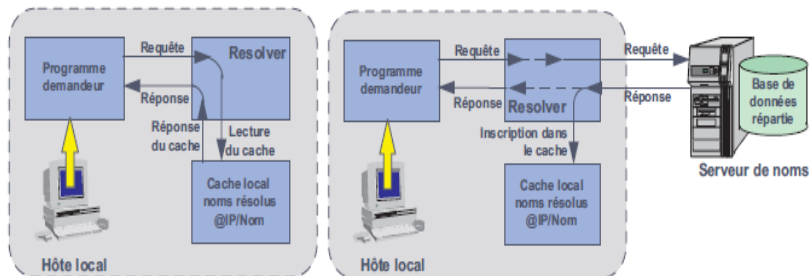 Requête
Resolver
Programme
demandeur
Réponse
Réponse
du cache
Lecture
du cache
Cache local
noms résolus
@IP/Nom
Hôte local
Requête
Requête
Programme
demandeur
Réponse
Resolver
Réponse
Inscription dans
le cache
Cache local
noms résolus
@IP/Nom
Hôte local
Base de
données
répartie
Serveur de noms